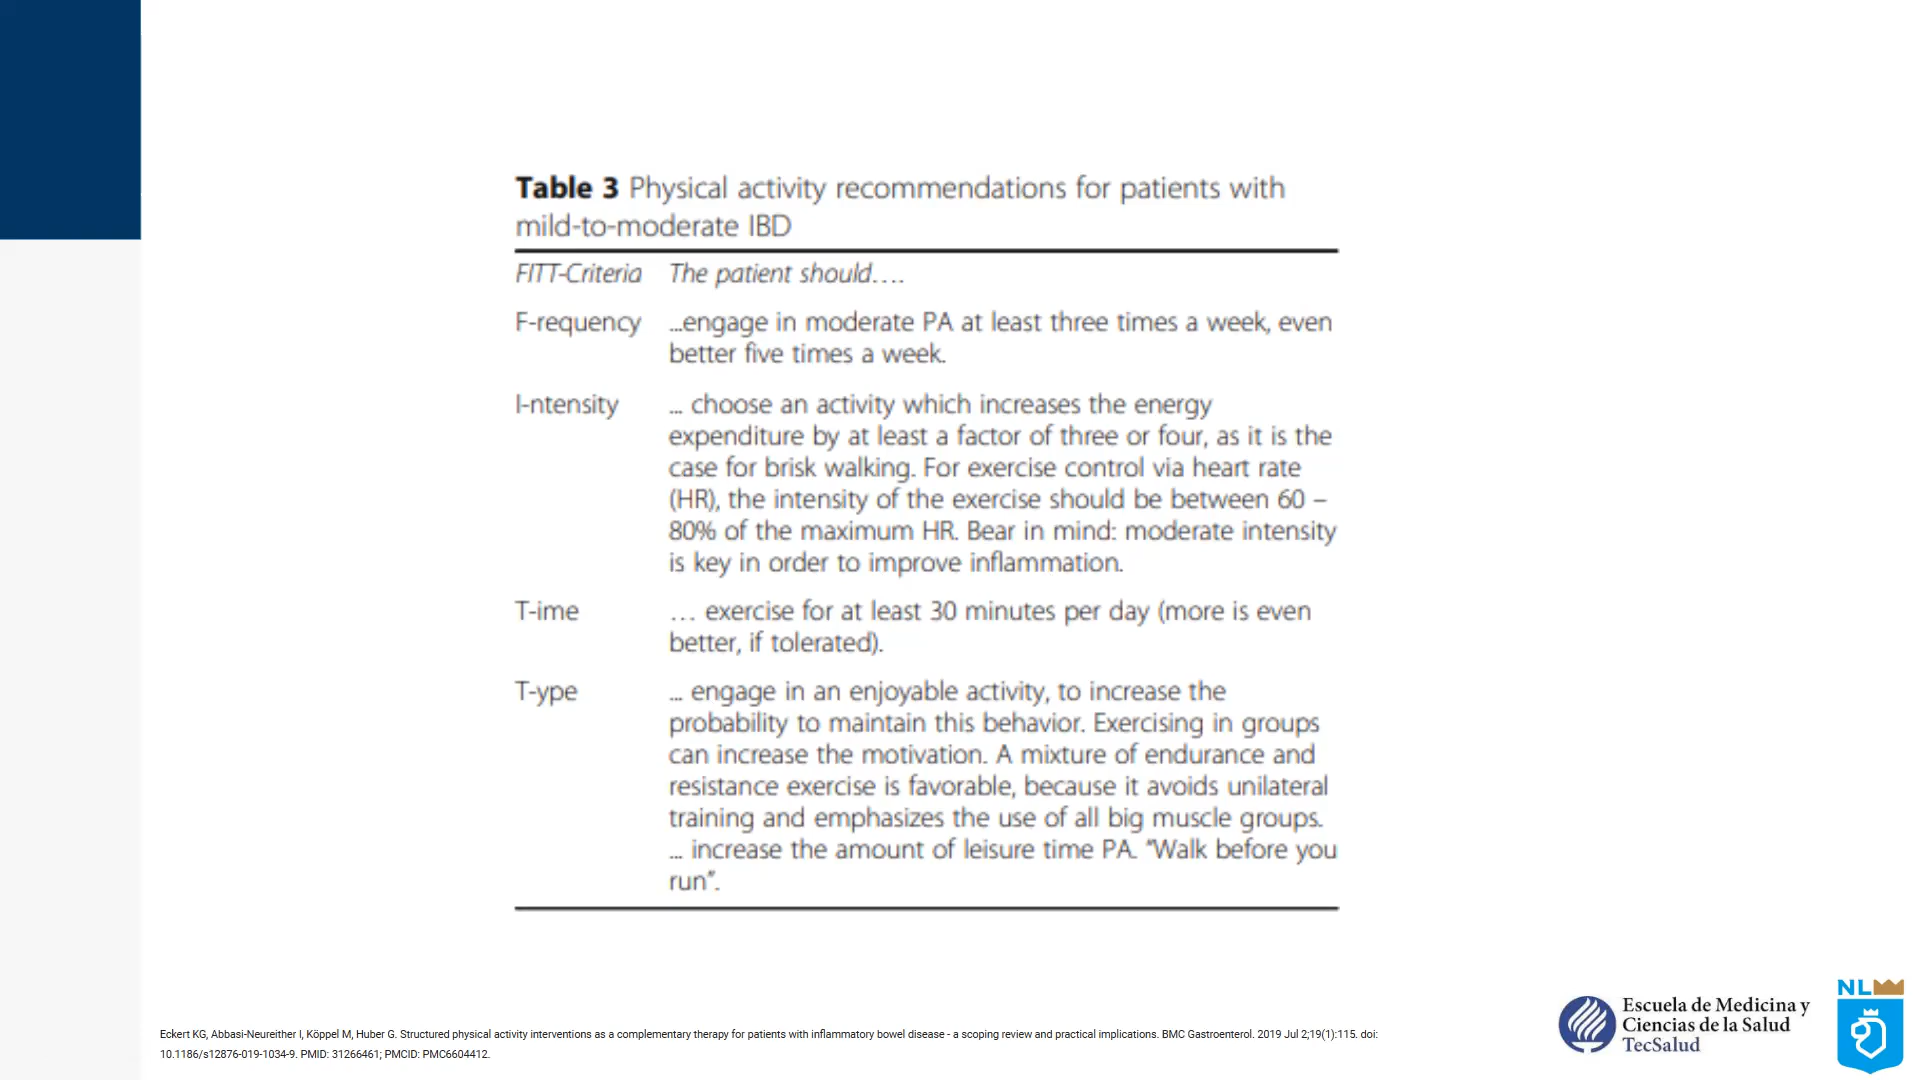 Table 3 Physical activity recommendations for patients with
mild-to-moderate IBD
FITT-Criteria The patient should....
F-requency ...engage in moderate PA at least three times a week, even
better five times a week.
I-ntensity ... choose an activity which increases the energy
expenditure by at least a factor of three or four, as it is the
case for brisk walking. For exercise control via heart rate
(HR), the intensity of the exercise should be between 60 –
80% of the maximum HR. Bear in mind: moderate intensity
is key in order to improve inflammation.
T-ime ... exercise for at least 30 minutes per day (more is even
better, if tolerated).
T-ype ... engage in an enjoyable activity, to increase the
probability to maintain this behavior. Exercising in groups
can increase the motivation. A mixture of endurance and
resistance exercise is favorable, because it avoids unilateral
training and emphasizes the use of all big muscle groups.
... increase the amount of leisure time PA. “Walk before you
run”.
Eckert KG, Abbasi-Neureither I, Köppel M, Huber G. Structured physical activity interventions as a complementary therapy for patients with inflammatory bowel disease - a scoping review and practical implications. BMC Gastroenterol. 2019 Jul 2;19(1):115. doi:
10.1186/s12876-019-1034-9. PMID: 31266461; PMCID: PMC6604412.
Escuela de Medicina y
Ciencias de la Salud
TecSalud
NL